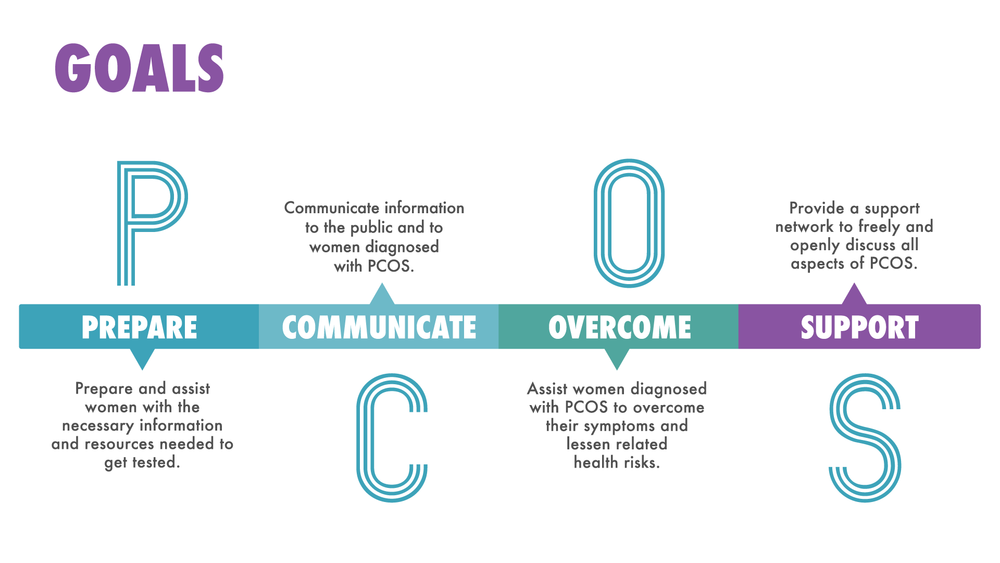 GOALS
P
PREPARE
Prepare and assist
women with the
necessary information
and resources needed to
get tested.
Communicate information
to the public and to
women diagnosed
with PCOS.
COMMUNICATE
C
O
OVERCOME
Assist women diagnosed
with PCOS to overcome
their symptoms and
lessen related
health risks.
Provide a support
network to freely and
openly discuss all
aspects of PCOS.
SUPPORT
S